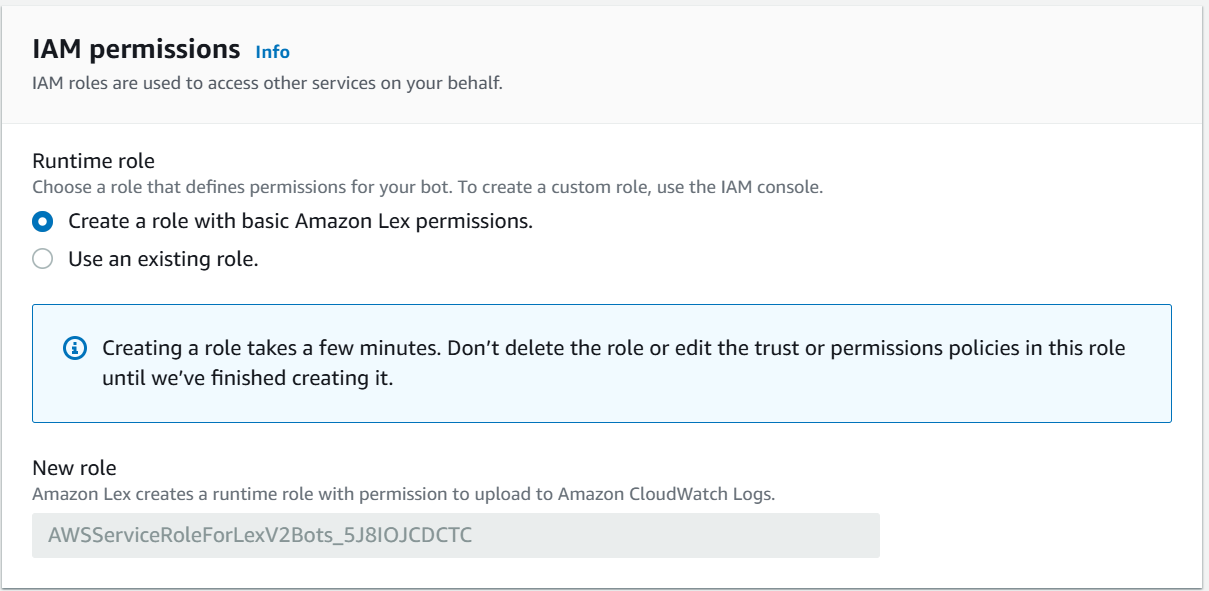 IAM permissions Info
IAM roles are used to access other services on your behalf.
Runtime role
Choose a role that defines permissions for your bot. To create a custom role, use the IAM console.
Create a role with basic Amazon Lex permissions.
Use an existing role.
Creating a role takes a few minutes. Don’t delete the role or edit the trust or permissions policies in this role
until we’ve finished creating it.
New role
Amazon Lex creates a runtime role with permission to upload to Amazon CloudWatch Logs.
AWSServiceRoleForLexV2Bots_5J8IOJCDCTC